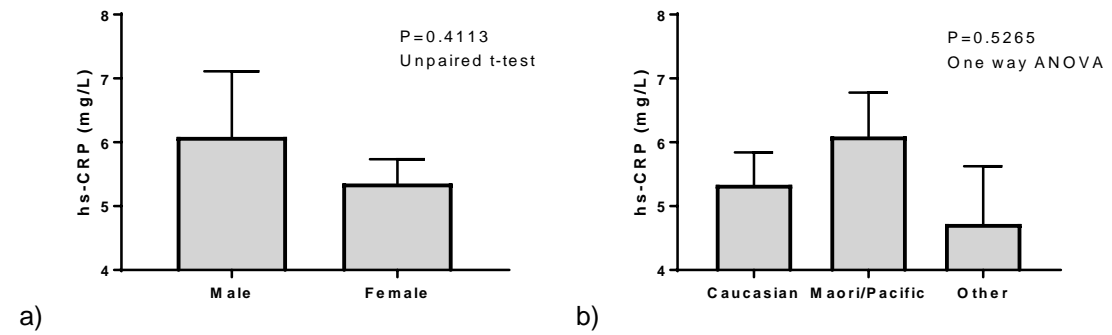 8
7
6
5
4
hs-CRP (mg/L)
P=0.4113
Unpaired t-test
Male Female
a)
8
7
6
5
4
hs-CRP (mg/L)
P=0.5265
One way ANOVA
Caucasian Maori/Pacific Other
b)